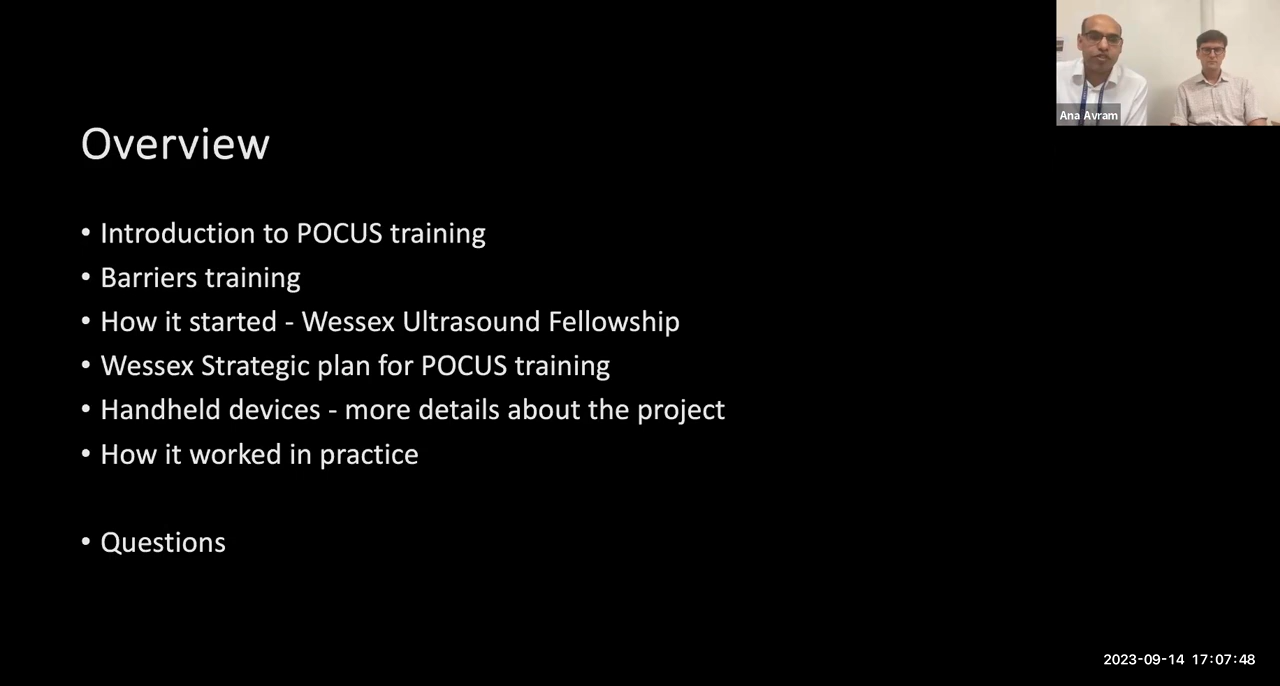 Ana Avram
Overview
• Introduction to POCUS training
• Barriers training
• How it started - Wessex Ultrasound Fellowship
• Wessex Strategic plan for POCUS training
• Handheld devices - more details about the project
• How it worked in practice
• Questions
2023-09-14 17:07:48